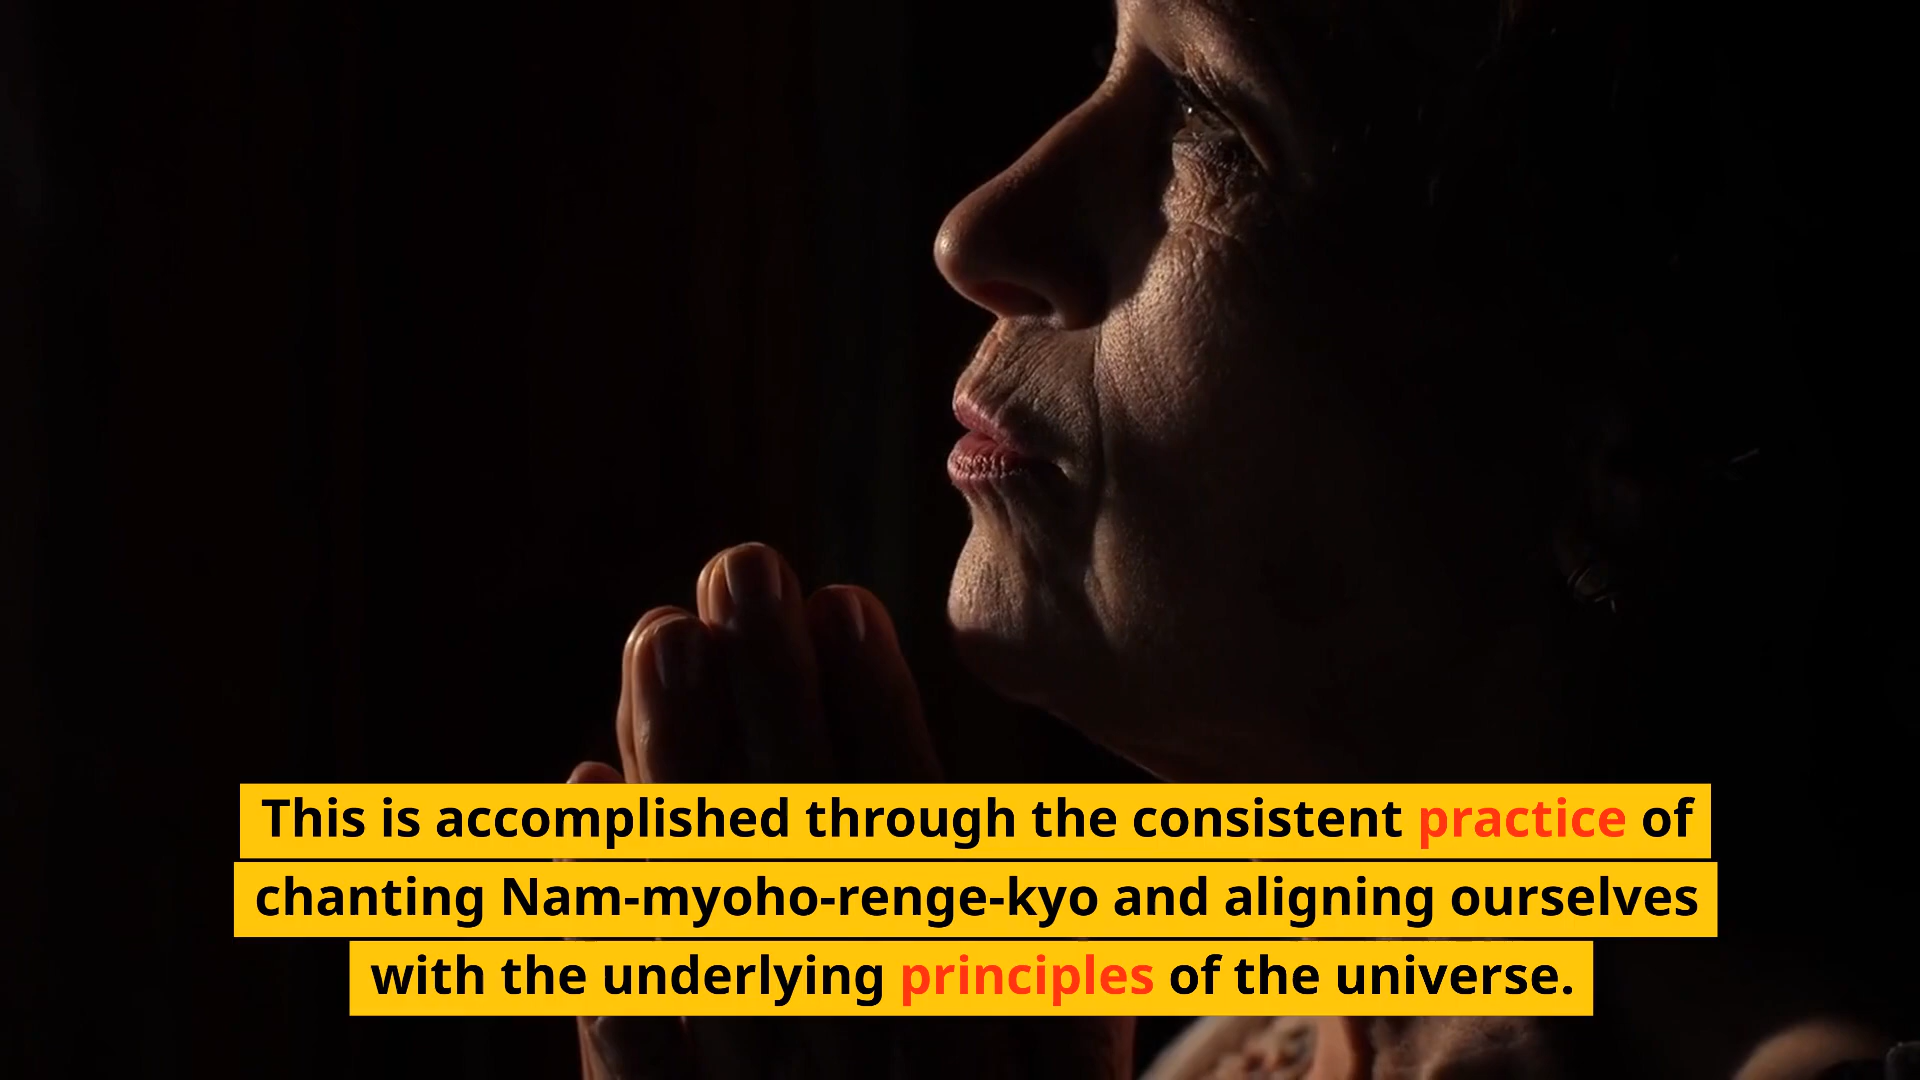 This is accomplished through the consistent practice of
chanting Nam-myoho-renge-kyo and aligning ourselves
with the underlying principles of the universe.